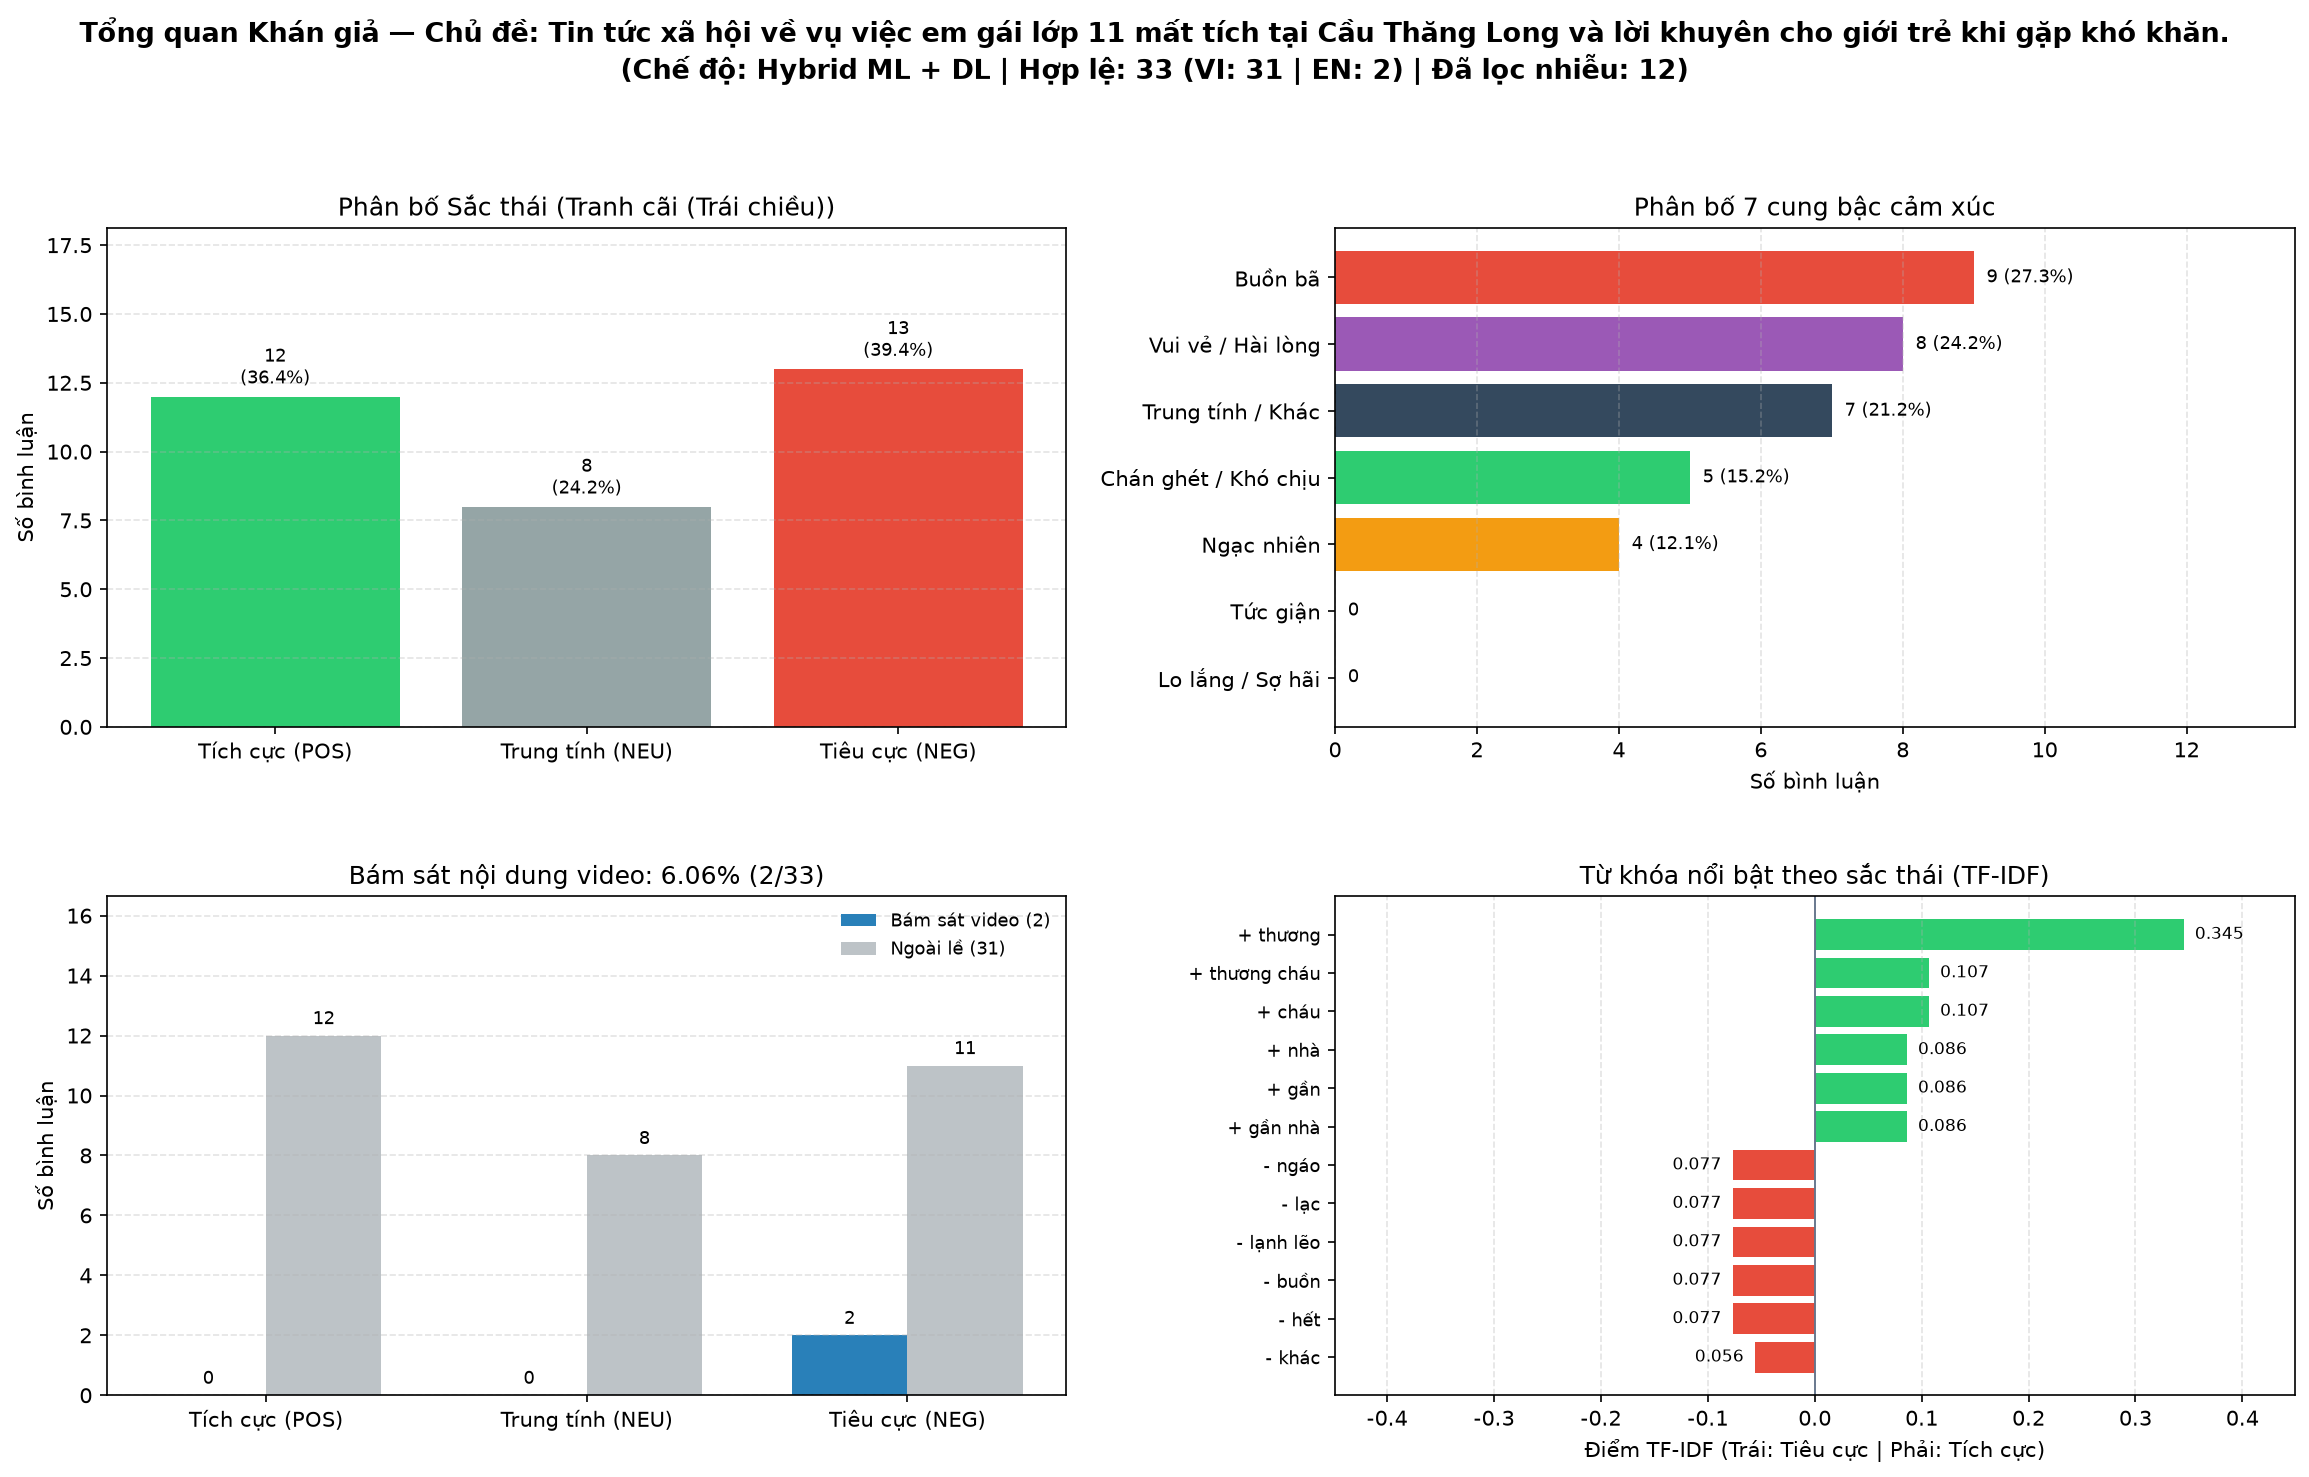 Tổng quan Khán giả — Chủ đề: Tin tức xã hội về vụ việc em gái lớp 11 mất tích tại Cầu Thăng Long và lời khuyên cho giới trẻ khi gặp khó khăn.
(Chế độ: Hybrid ML + DL | Hợp lệ: 33 (VI: 31 | EN: 2) | Đã lọc nhiễu: 12)
Phân bố Sắc thái (Tranh cãi (Trái chiều))
Số bình luận
17.5
15.0
12.5
10.0
7.5
5.0
2.5
0.0
12
(36.4%)
8
(24.2%)
13
(39.4%)
Tích cực (POS)
Trung tính (NEU)
Tiêu cực (NEG)
Phân bố 7 cung bậc cảm xúc
Buồn bã
9 (27.3%)
Vui vẻ / Hài lòng
8 (24.2%)
Trung tính / Khác
7 (21.2%)
Chán ghét / Khó chịu
5 (15.2%)
Ngạc nhiên
4 (12.1%)
Tức giận
0
Lo lắng / Sợ hãi
0
0 2 4 6 8 10 12
Số bình luận
Bám sát nội dung video: 6.06% (2/33)
Bám sát video (2)
Ngoài lề (31)
Số bình luận
16
14
12
10
8
6
4
2
0
0
12
0
8
2
11
Tích cực (POS)
Trung tính (NEU)
Tiêu cực (NEG)
Từ khóa nổi bật theo sắc thái (TF-IDF)
+ thương
0.345
+ thương cháu
0.107
+ cháu
0.107
+ nhà
0.086
+ gần
0.086
+ gần nhà
0.086
- ngáo
0.077
- lạc
0.077
- lạnh lẽo
0.077
- buồn
0.077
- hết
0.077
- khác
0.056
-0.4 -0.3 -0.2 -0.1 0.0 0.1 0.2 0.3 0.4
Điểm TF-IDF (Trái: Tiêu cực | Phải: Tích cực)